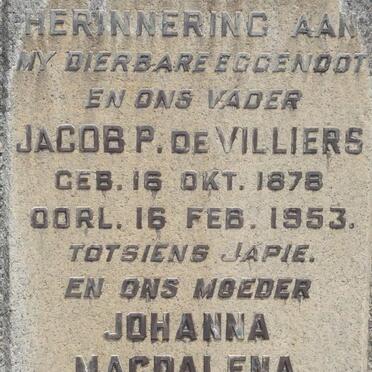 HERINNERING AAN
MY DIERBARE EGGENOOT
EN ONS VADER
JACOB P. DE VILLIERS
GEB. 16 OKT. 1878
OORL. 16 FEB. 1953.
TOTSIENS JAPIE.
EN ONS MOEDER
JOHANNA
MAGDALENA